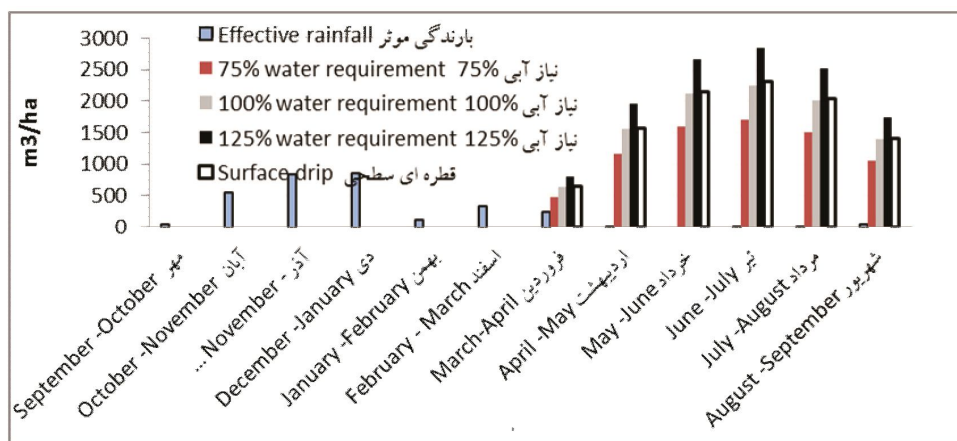 m3/ha
3000
2500
2000
1500
1000
500
0
Effective rainfall بارندگی موثر
75% water requirement 75% نیاز آبی
100% water requirement 100% نیاز آبی
125% water requirement 125% نیاز آبی
Surface drip قطره ای سطحی
September -October مهر
October -November آبان
... November - آذر
December -January دی
January -February بهمن
February - March اسفند
March-April فروردین
April -May اردیبهشت
May -June خرداد
June -July تیر
July -August مرداد
August -September شهریور